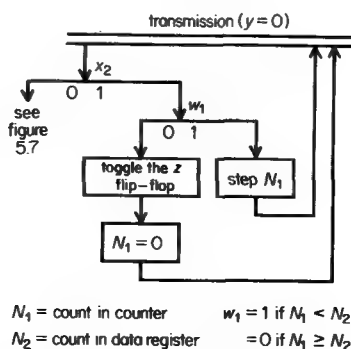 transmission (y=0)
x₂
0 1
see
figure
5.7
w₁
0 1
toggle the z
flip-flop
step N₁
N₁ = 0
N₁ = count in counter
w₁ = 1 if N₁ < N₂
N₂ = count in data register
= 0 if N₁ ≥ N₂